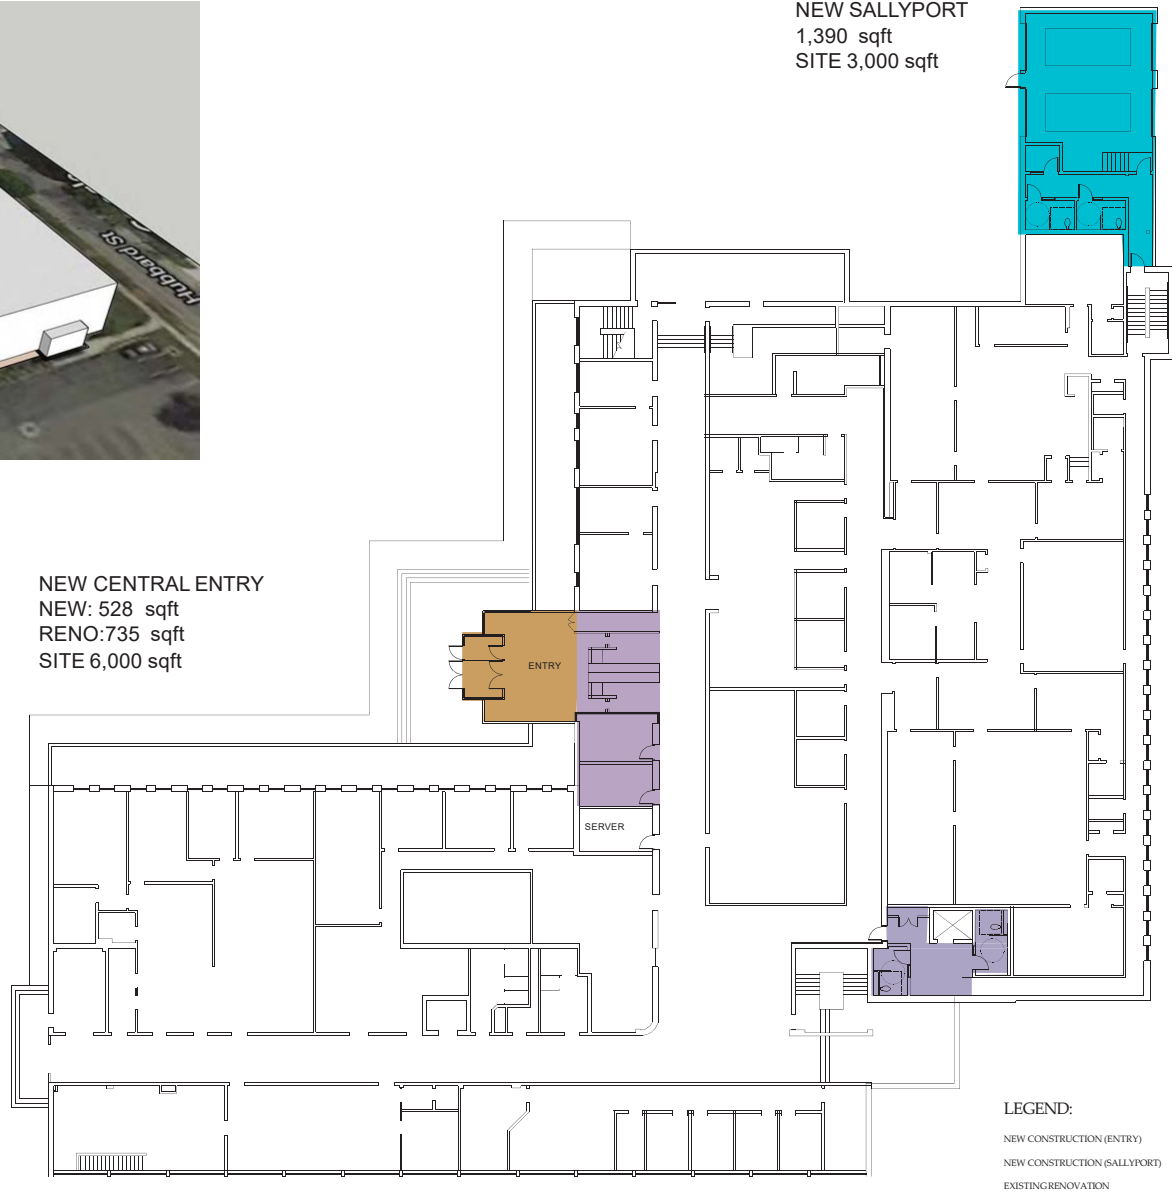 NEW SALLYPORT
1,390 sqft
SITE 3,000 sqft
Hubbard St
NEW CENTRAL ENTRY
NEW: 528 sqft
RENO:735 sqft
SITE 6,000 sqft
ENTRY
SERVER
LEGEND:
NEW CONSTRUCTION (ENTRY)
NEW CONSTRUCTION (SALLYPORT)
EXISTING RENOVATION